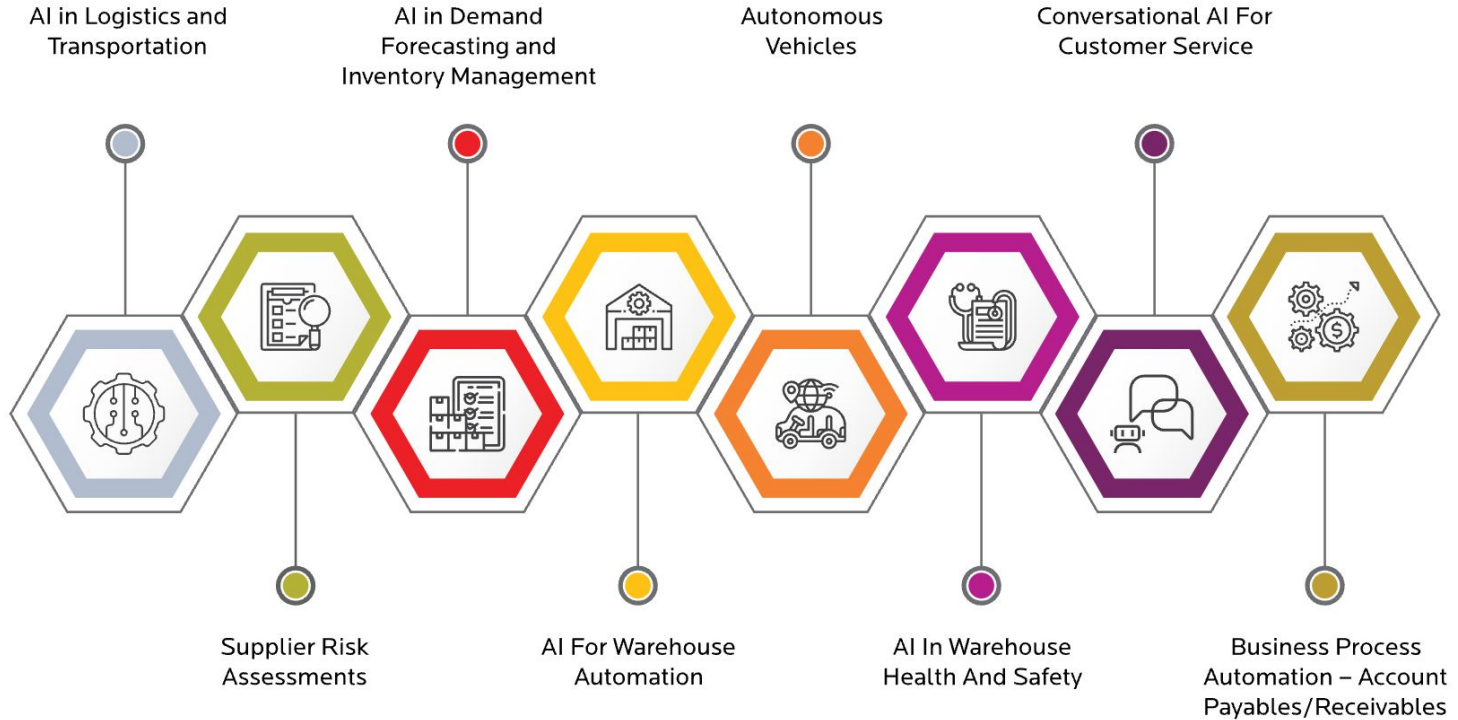 AI in Logistics and
Transportation
AI in Demand
Forecasting and
Inventory Management
Autonomous
Vehicles
Conversational AI For
Customer Service
Supplier Risk
Assessments
AI For Warehouse
Automation
AI In Warehouse
Health And Safety
Business Process
Automation – Account
Payables/Receivables
$